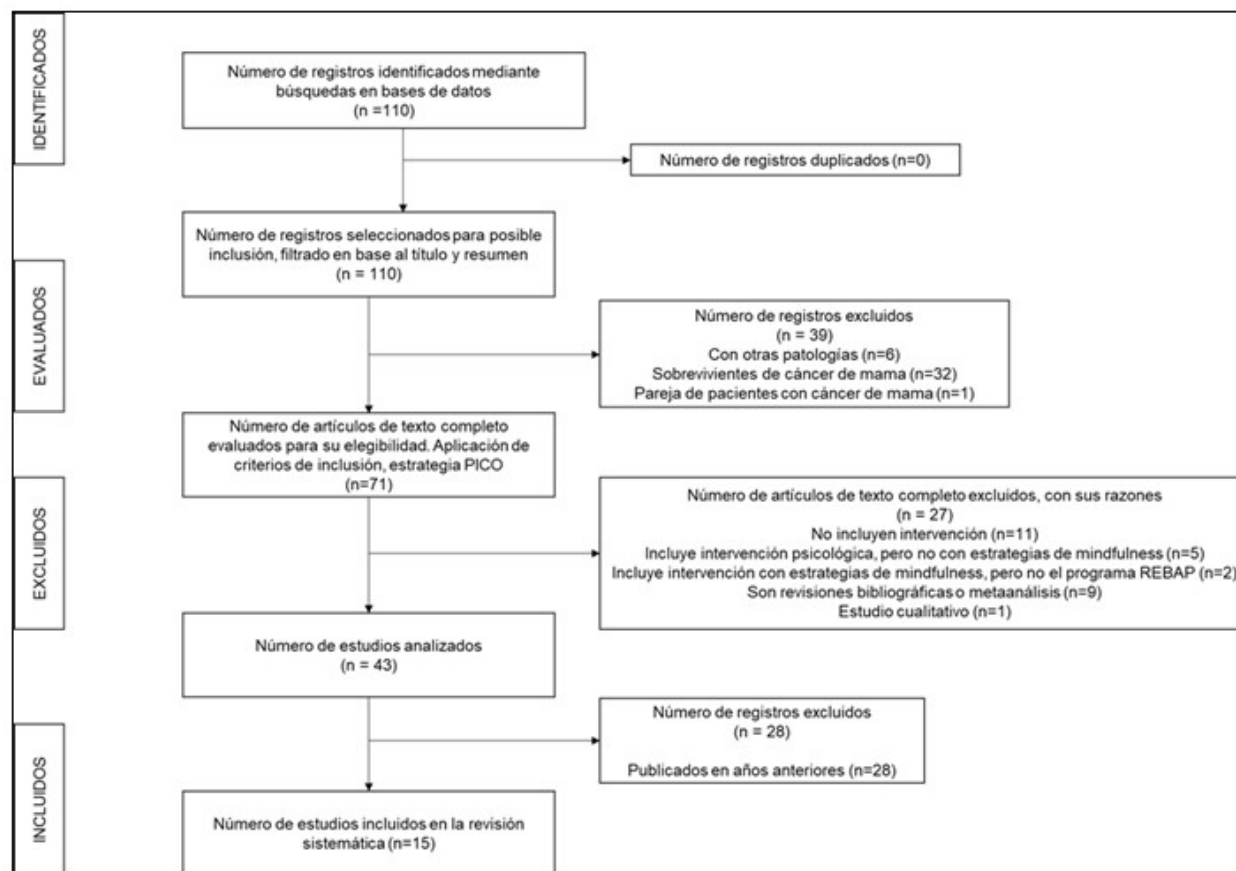 IDENTIFICADOS
Número de registros identificados mediante
búsquedas en bases de datos
(n =110)
Número de registros duplicados (n=0)
Número de registros seleccionados para posible
inclusión, filtrado en base al título y resumen
(n = 110)
EVALUADOS
Número de registros excluidos
(n = 39)
Con otras patologías (n=6)
Sobrevivientes de cáncer de mama (n=32)
Pareja de pacientes con cáncer de mama (n=1)
Número de artículos de texto completo
evaluados para su elegibilidad. Aplicación de
criterios de inclusión, estrategia PICO
(n=71)
EXCLUIDOS
Número de artículos de texto completo excluidos, con sus razones
(n = 27)
No incluyen intervención (n=11)
Incluye intervención psicológica, pero no con estrategias de mindfulness (n=5)
Incluye intervención con estrategias de mindfulness, pero no el programa REBAP (n=2)
Son revisiones bibliográficas o metaanálisis (n=9)
Estudio cualitativo (n=1)
Número de estudios analizados
(n = 43)
Número de registros excluidos
(n = 28)
Publicados en años anteriores (n=28)
INCLUIDOS
Número de estudios incluidos en la revisión
sistemática (n=15)